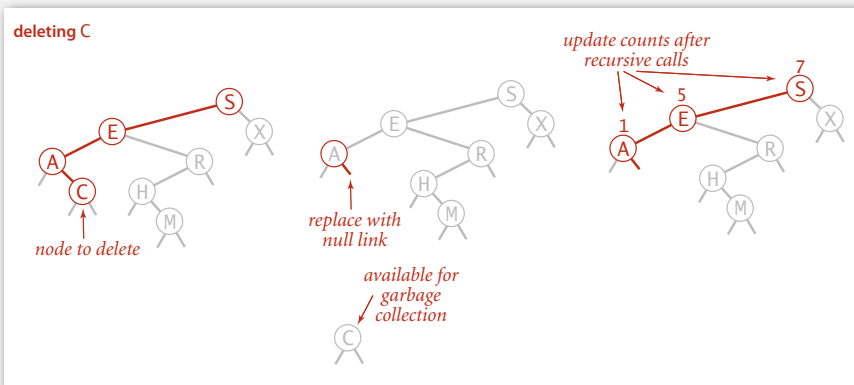 deleting C
S
E
X
A
R
C
H
M
node to delete
S
E
X
A
R
H
M
replace with
null link
available for
garbage
collection
C
update counts after
recursive calls
7
S
5
E
X
1
A
R
H
M